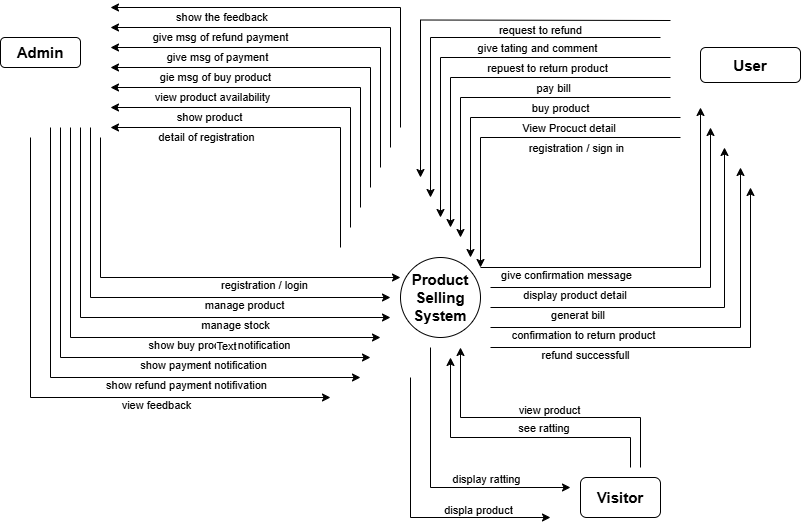 Admin
show the feedback
give msg of refund payment
give msg of payment
gie msg of buy product
view product availability
show product
detail of registration
request to refund
give tating and comment
repuest to return product
pay bill
buy product
View Procuct detail
registration / sign in
User
Product
Selling
System
registration / login
manage product
manage stock
show buy pro Text notification
show payment notification
show refund payment notifivation
view feedback
give confirmation message
display product detail
generat bill
confirmation to return product
refund successfull
view product
see ratting
display ratting
displa product
Visitor